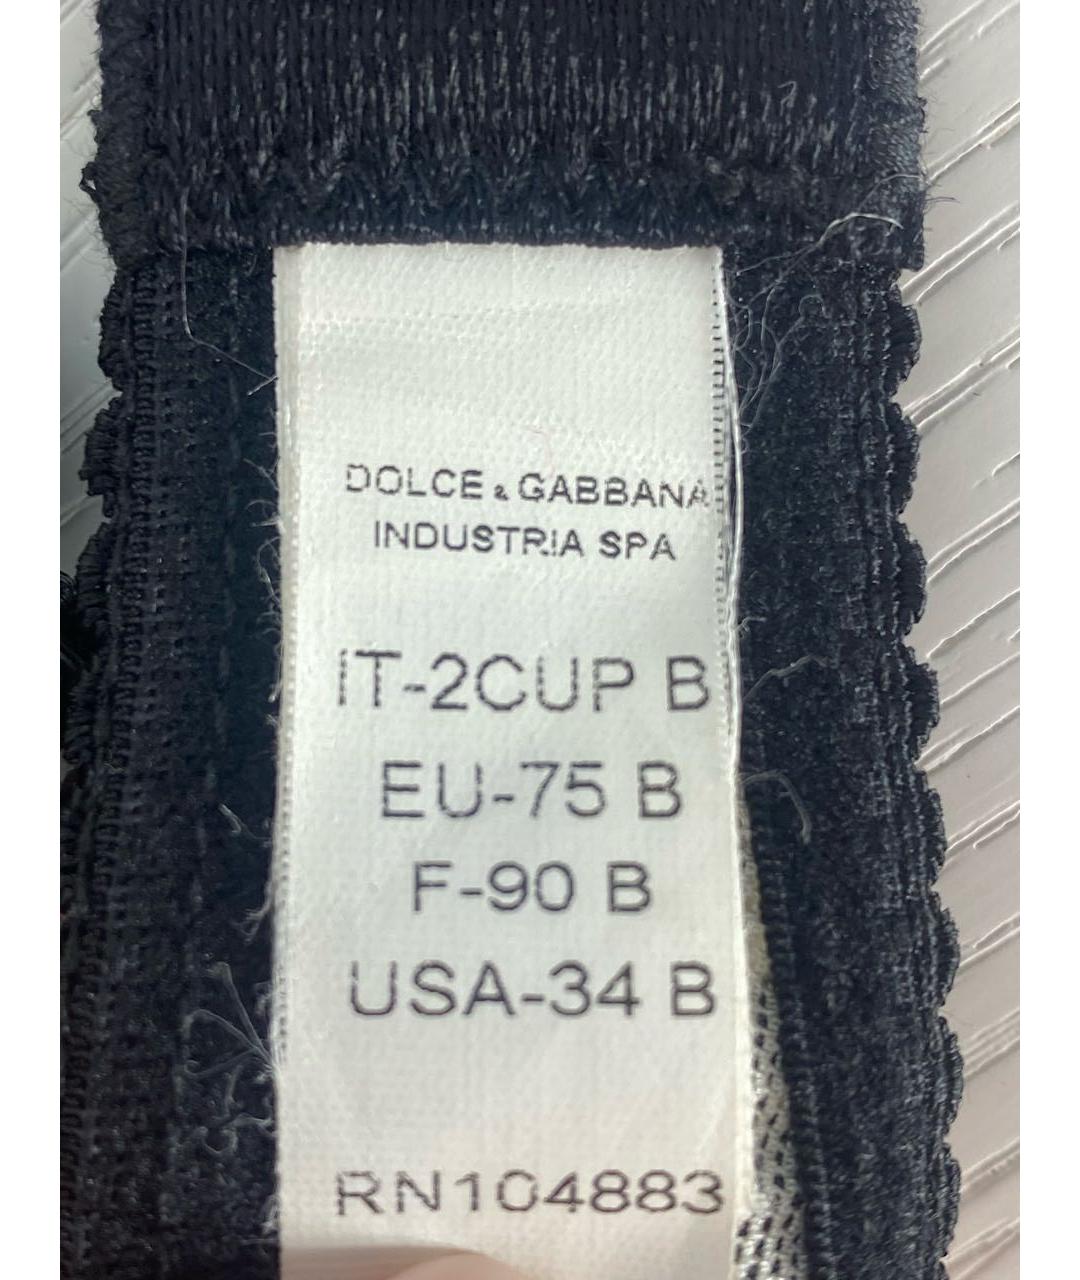 DOLCE & GABBANA
INDUSTRIA SPA
IT-2CUP B
EU-75 B
F-90 B
USA-34 B
RN104883